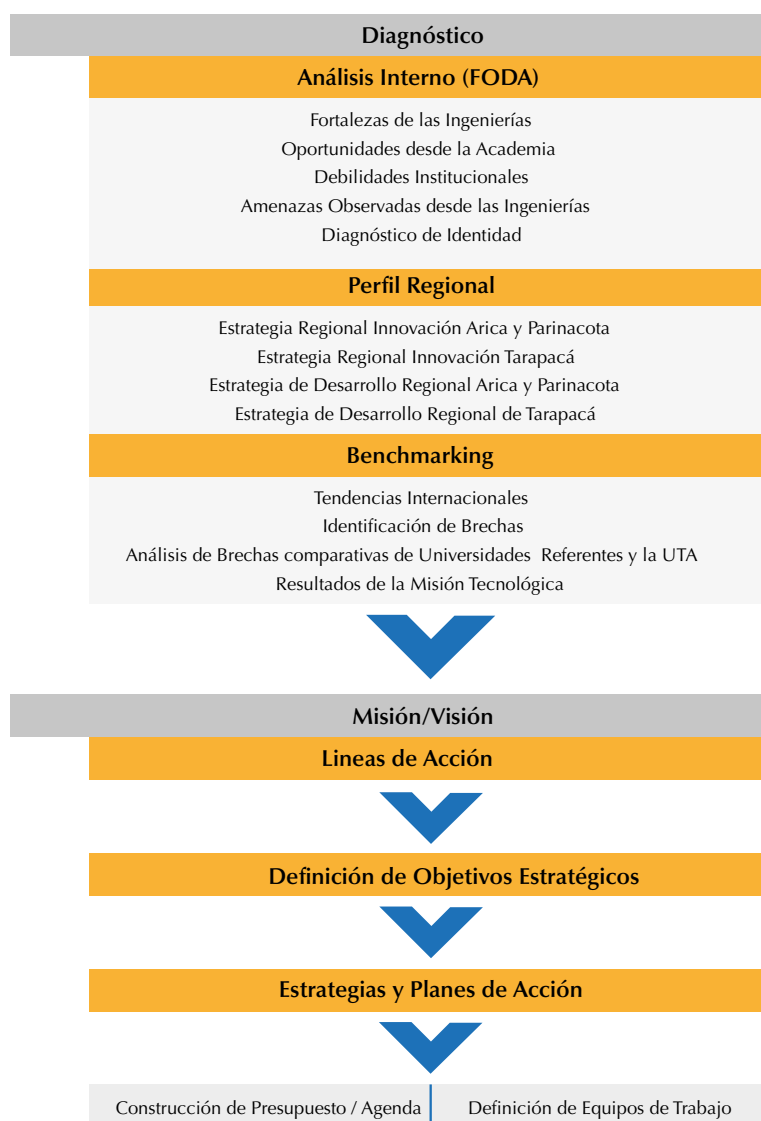 Diagnóstico
Análisis Interno (FODA)
Fortalezas de las Ingenierías
Oportunidades desde la Academia
Debilidades Institucionales
Amenazas Observadas desde las Ingenierías
Diagnóstico de Identidad
Perfil Regional
Estrategia Regional Innovación Arica y Parinacota
Estrategia Regional Innovación Tarapacá
Estrategia de Desarrollo Regional Arica y Parinacota
Estrategia de Desarrollo Regional de Tarapacá
Benchmarking
Tendencias Internacionales
Identificación de Brechas
Análisis de Brechas comparativas de Universidades Referentes y la UTA
Resultados de la Misión Tecnológica
Misión/Visión
Lineas de Acción
Definición de Objetivos Estratégicos
Estrategias y Planes de Acción
Construcción de Presupuesto / Agenda
Definición de Equipos de Trabajo